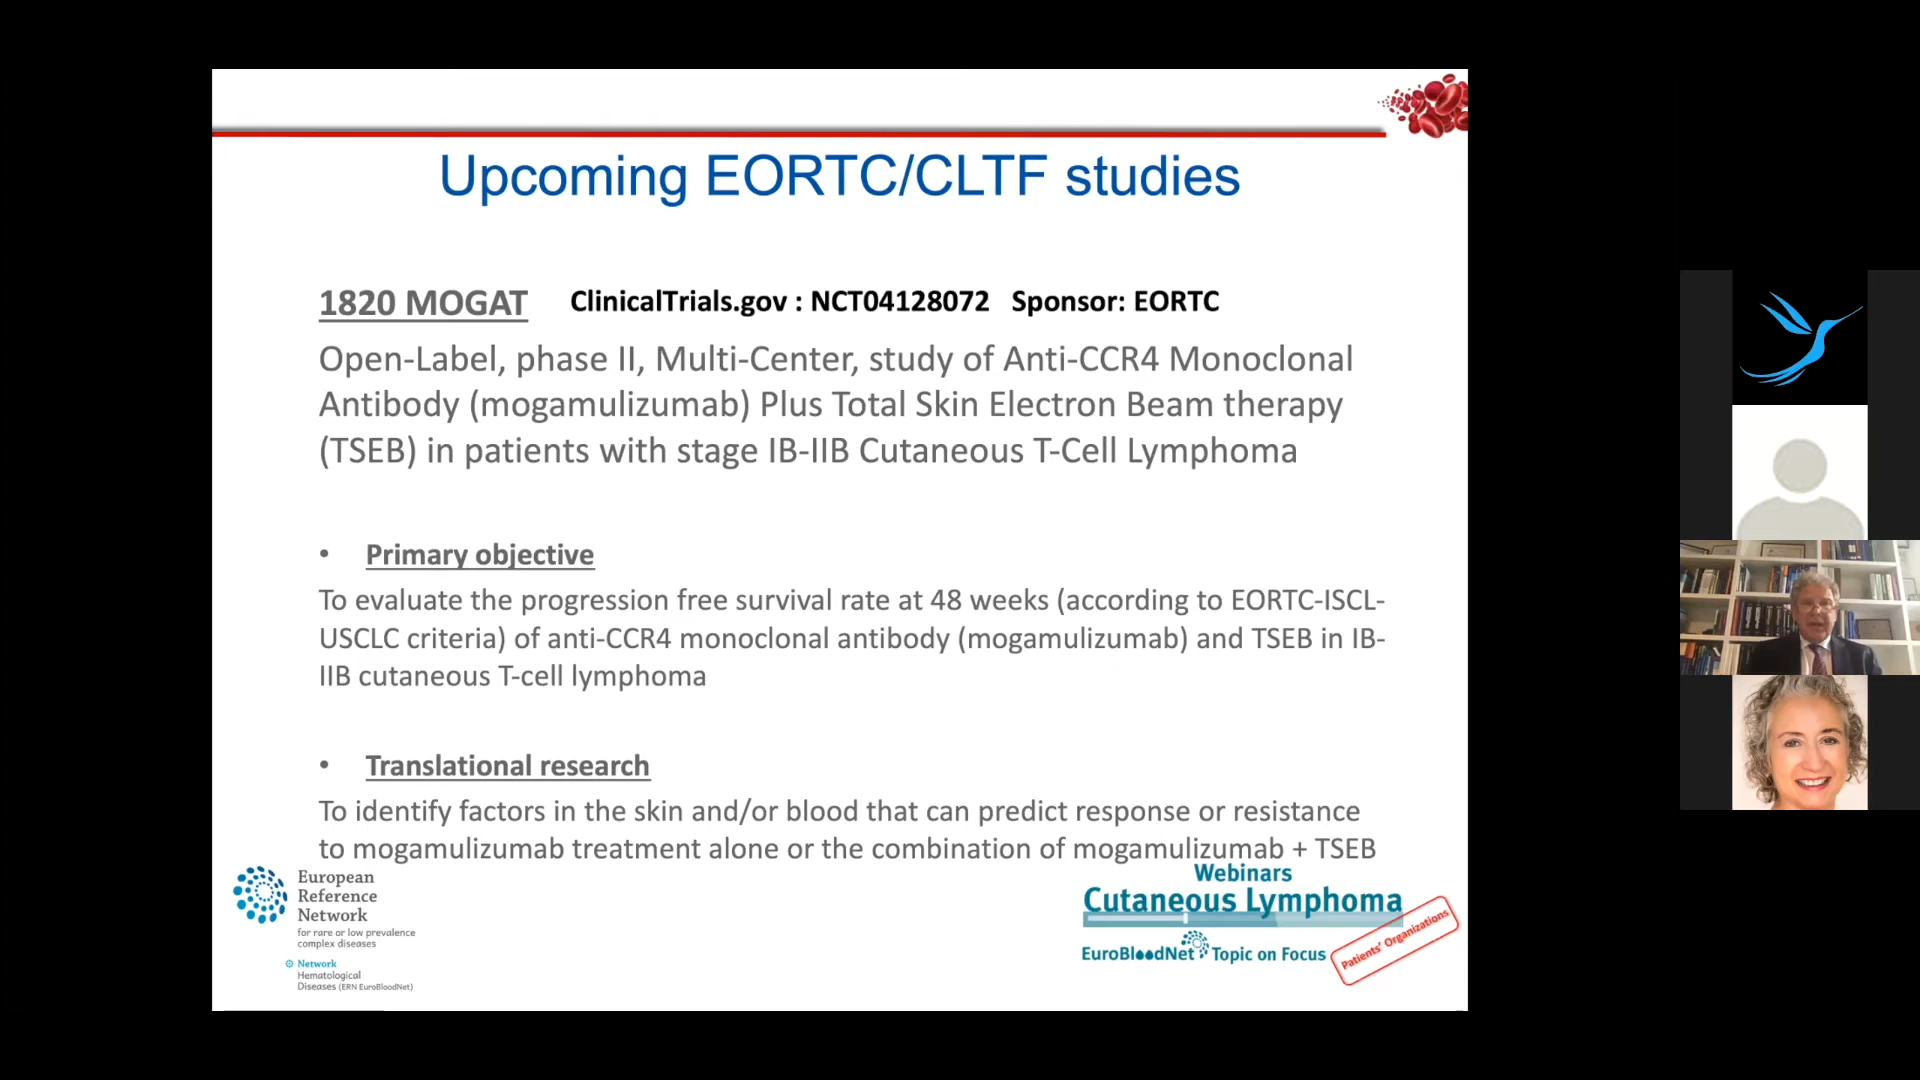 Upcoming EORTC/CLTF studies
1820 MOGAT ClinicalTrials.gov : NCT04128072 Sponsor: EORTC
Open-Label, phase II, Multi-Center, study of Anti-CCR4 Monoclonal
Antibody (mogamulizumab) Plus Total Skin Electron Beam therapy
(TSEB) in patients with stage IB-IIB Cutaneous T-Cell Lymphoma
• Primary objective
To evaluate the progression free survival rate at 48 weeks (according to EORTC-ISCL-
USCLC criteria) of anti-CCR4 monoclonal antibody (mogamulizumab) and TSEB in IB-
IIB cutaneous T-cell lymphoma
• Translational research
To identify factors in the skin and/or blood that can predict response or resistance
to mogamulizumab treatment alone or the combination of mogamulizumab + TSEB
European
Reference
Network
for rare or low prevalence
complex diseases
Network
Hematological
Diseases (ERN EuroBloodNet)
Webinars
Cutaneous Lymphoma
EuroBloodNet Topic on Focus
Patients' Organizations